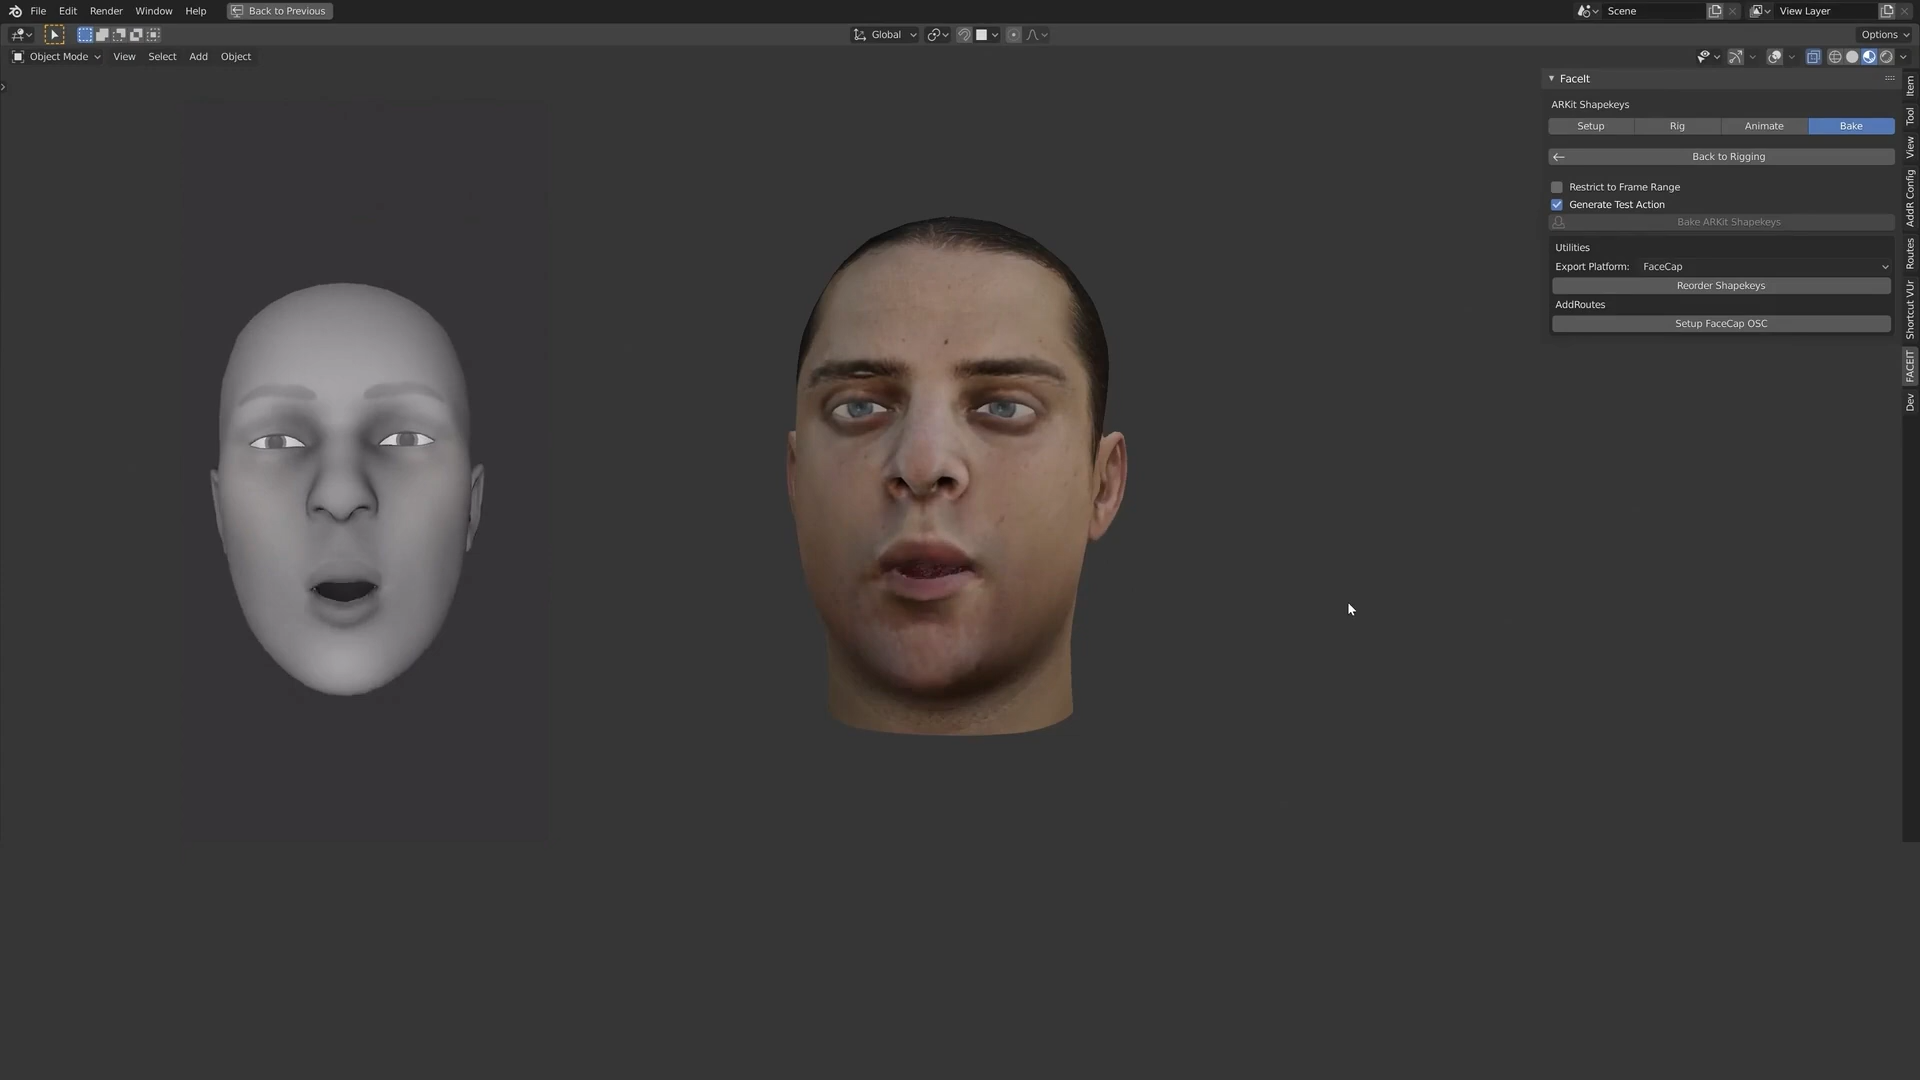 File Edit Render Window Help Back to Previous Scene View Layer
Global Options
Object Mode View Select Add Object
FaceIt
ARKit Shapekeys
Setup Rig Animate Bake
Back to Rigging
Restrict to Frame Range
Generate Test Action
Bake ARKit Shapekeys
Utilities
Export Platform: FaceCap
Reorder Shapekeys
AddRoutes
Setup FaceCap OSC
Item
Tool
View
AddR Config
Routes
Shortcut VUr
FACEIT
Dev